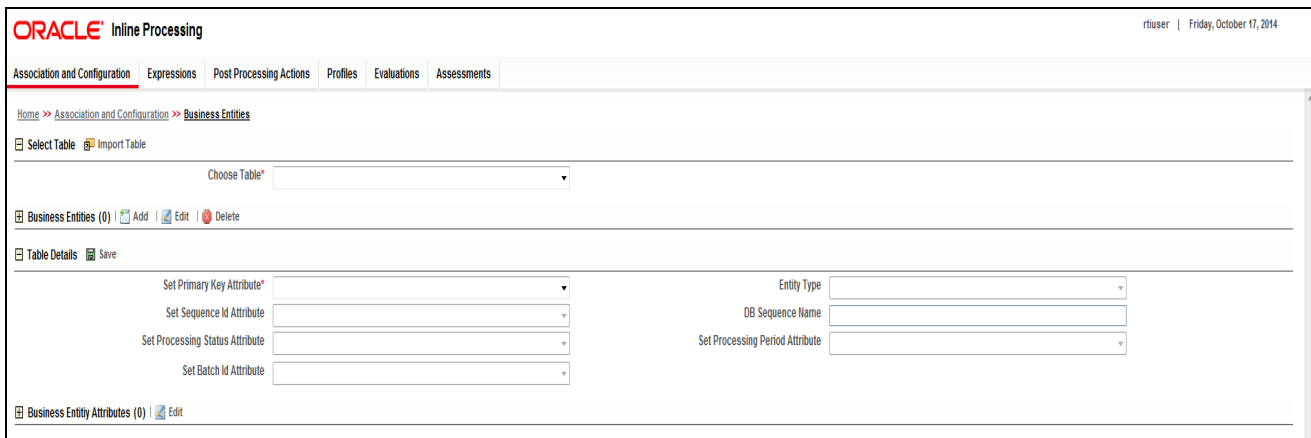 ORACLE Inline Processing
rtiuser | Friday, October 17, 2014
Association and Configuration Expressions Post Processing Actions Profiles Evaluations Assessments
Home >> Association and Configuration >> Business Entities
Select Table Import Table
Choose Table*
Business Entities (0) | Add | Edit | Delete
Table Details Save
Set Primary Key Attribute* Entity Type
Set Sequence Id Attribute DB Sequence Name
Set Processing Status Attribute Set Processing Period Attribute
Set Batch Id Attribute
Business Entitiy Attributes (0) | Edit